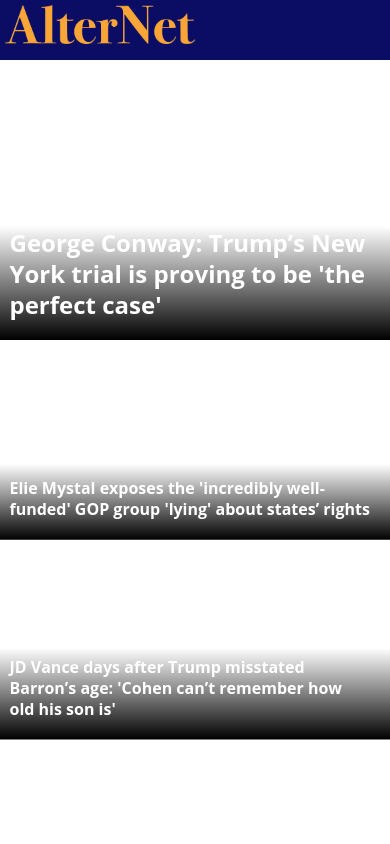 AlterNet
George Conway: Trump’s New
York trial is proving to be 'the
perfect case'
Elie Mystal exposes the 'incredibly well-
funded' GOP group 'lying' about states’ rights
JD Vance days after Trump misstated
Barron’s age: 'Cohen can’t remember how
old his son is'